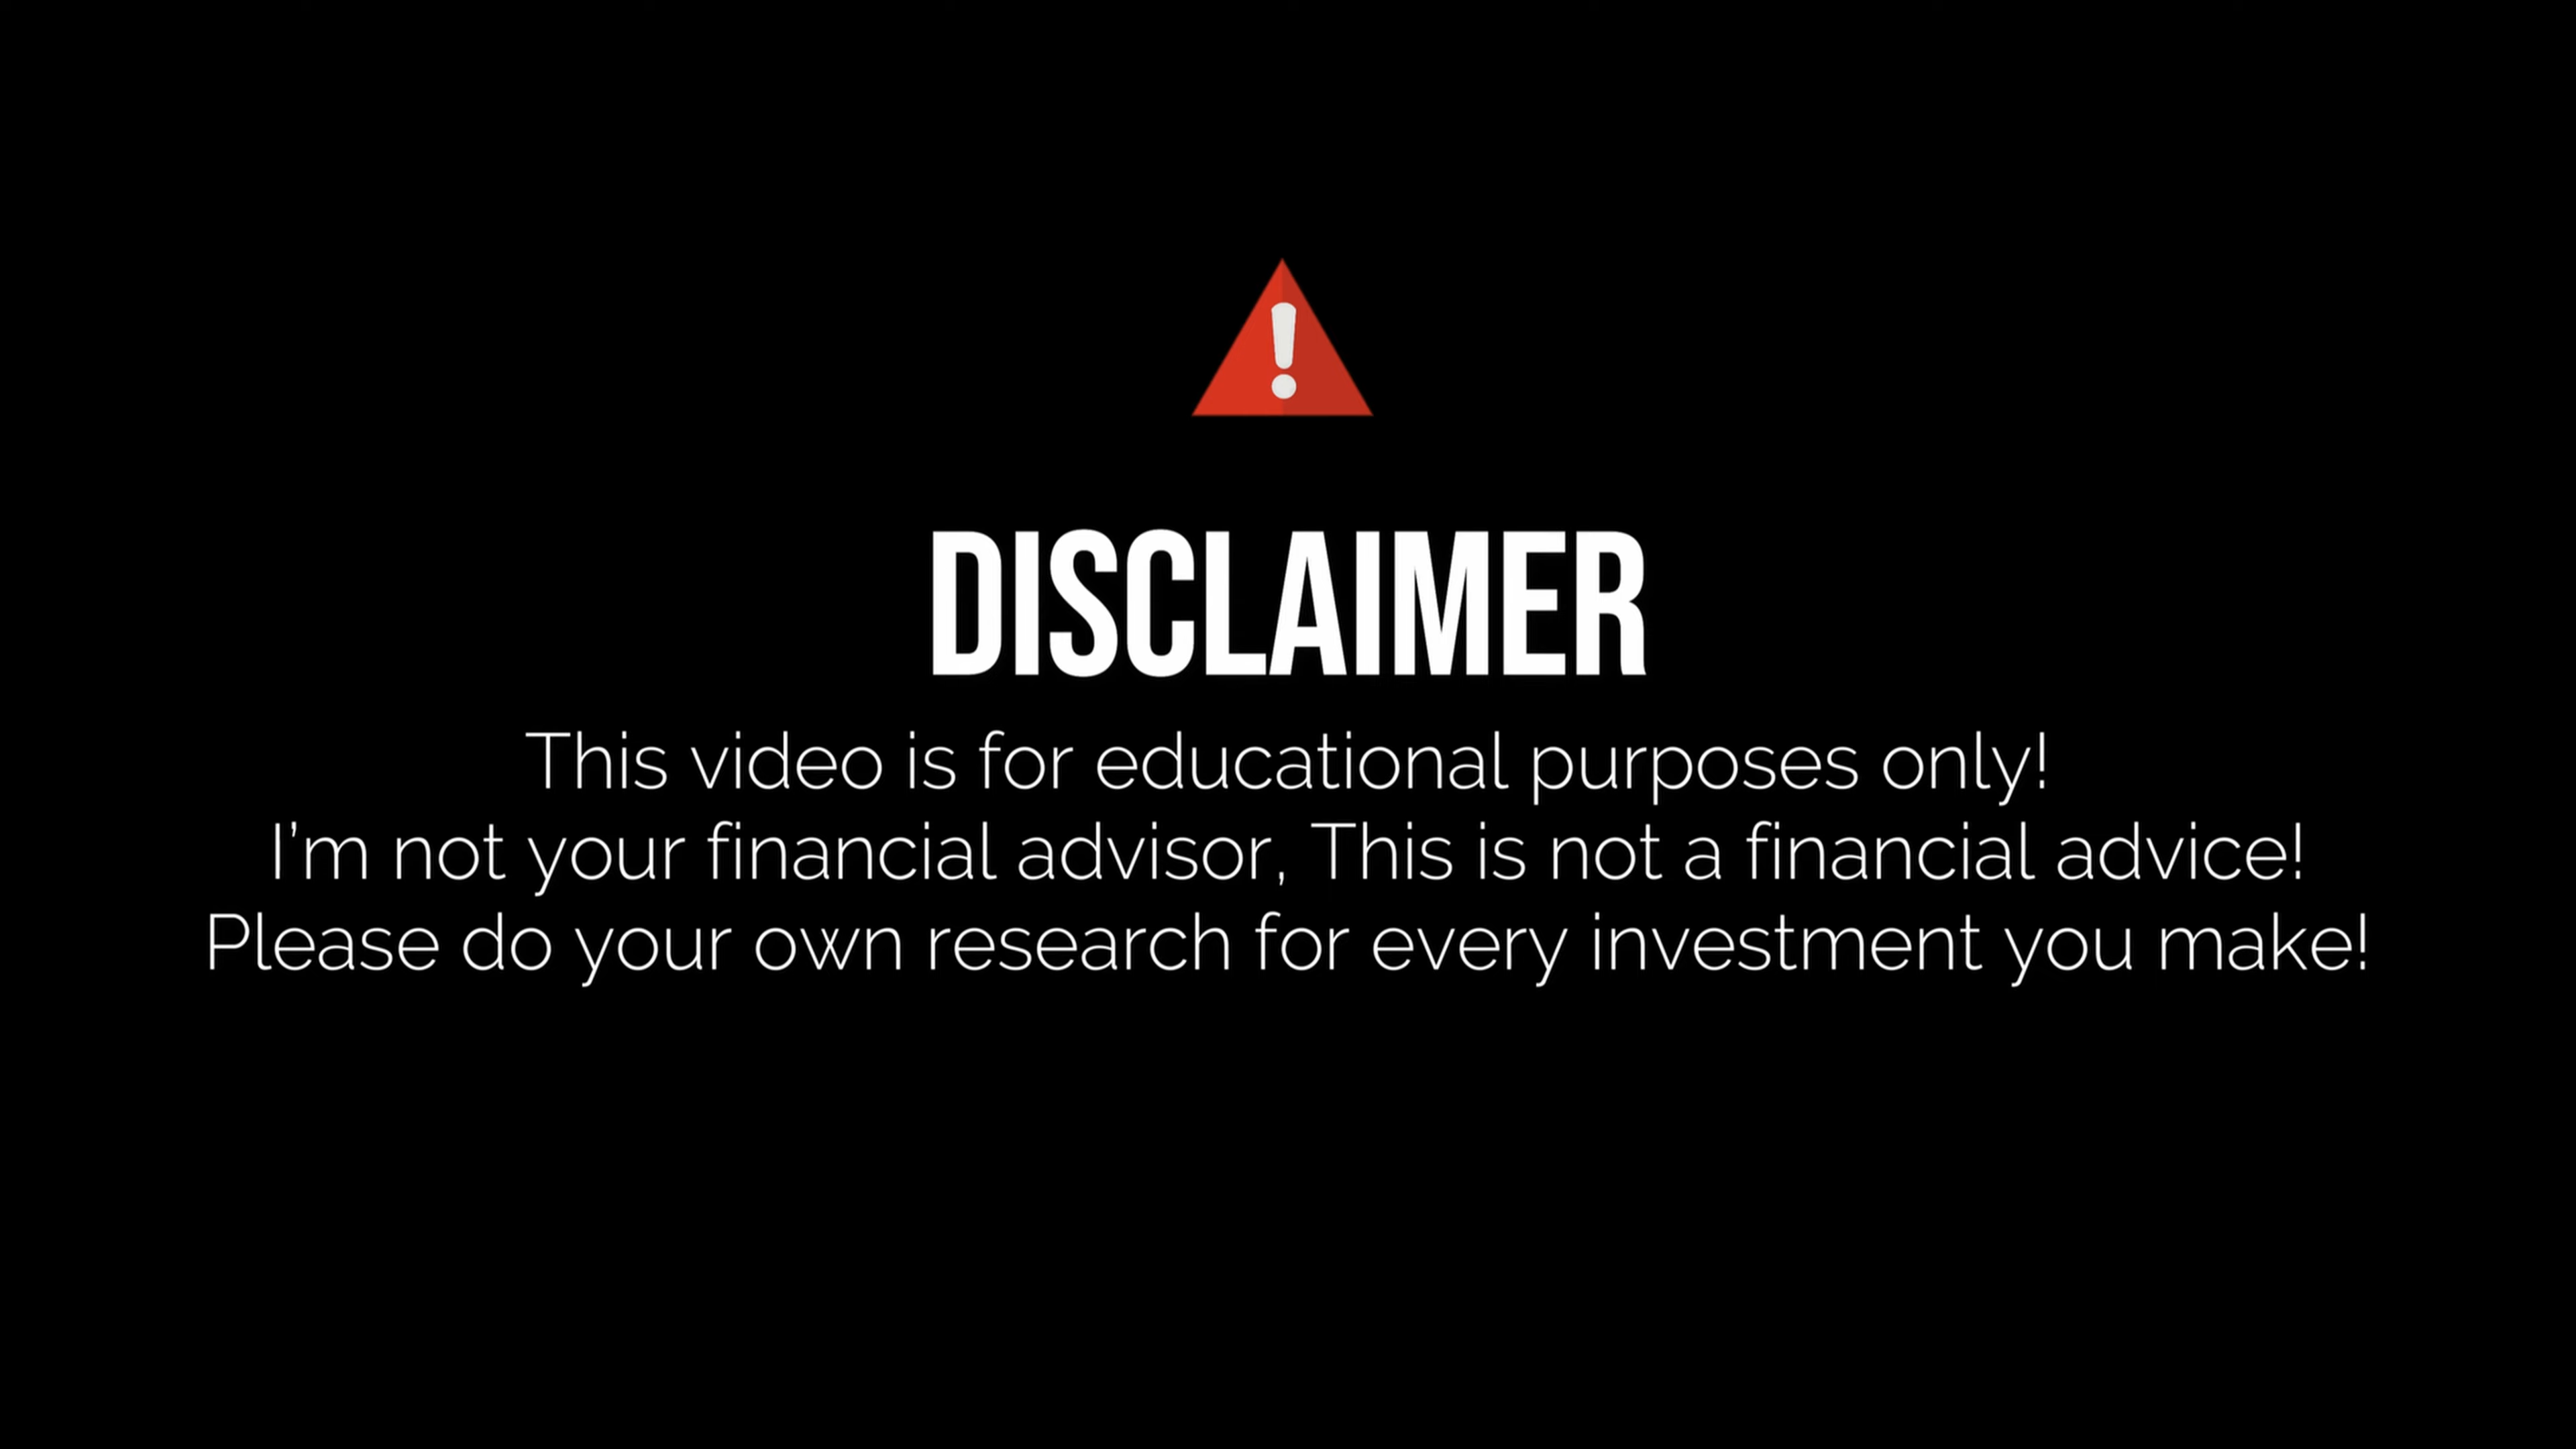 DISCLAIMER
This video is for educational purposes only!
I'm not your financial advisor, This is not a financial advice!
Please do your own research for every investment you make!